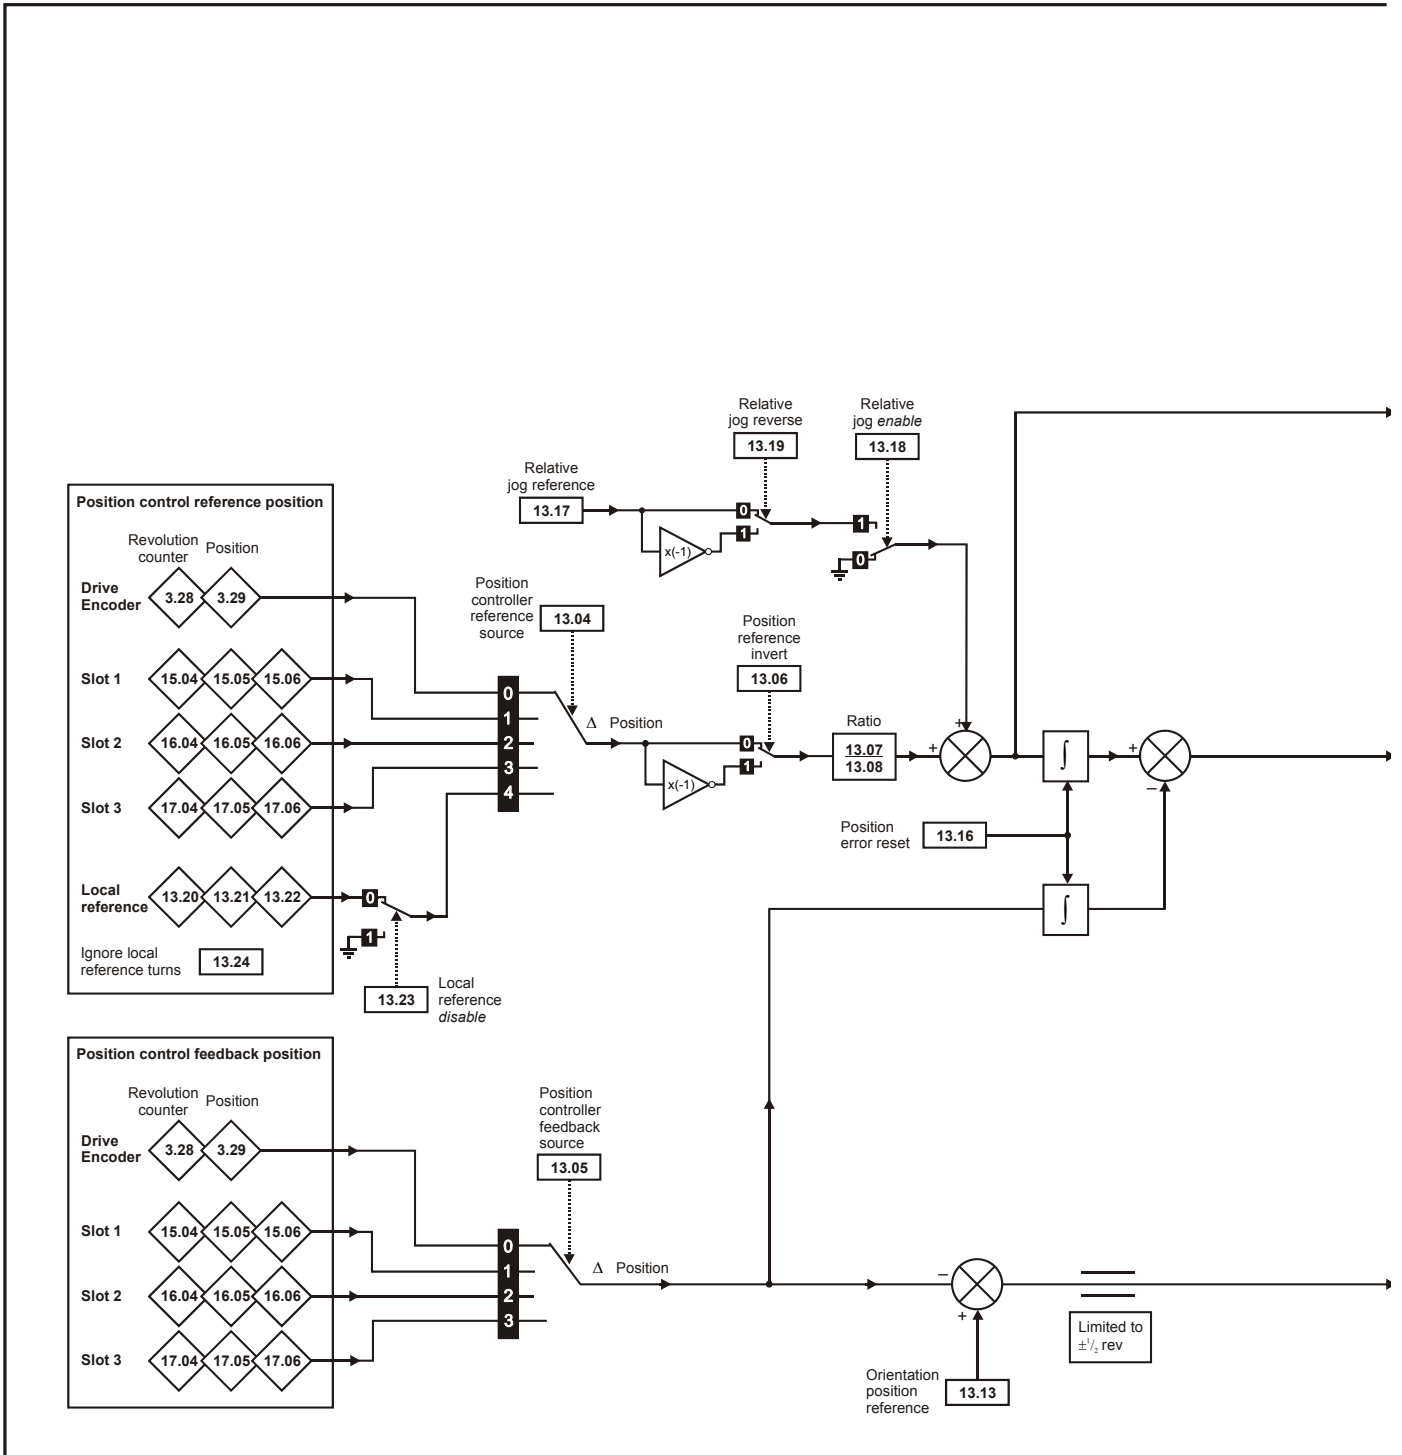 Relative
jog reverse
13.19
Relative
jog enable
13.18
Relative
jog reference
13.17
0
1
x(-1)
1
0
Position control reference position
Revolution
counter
Position
Drive
Encoder
3.28
3.29
Slot 1
15.04
15.05
15.06
Slot 2
16.04
16.05
16.06
Slot 3
17.04
17.05
17.06
Local
reference
13.20
13.21
13.22
Ignore local
reference turns
13.24
0
1
13.23
Local
reference
disable
Position
controller
reference
source
13.04
0
1
2
3
4
Δ Position
Position
reference
invert
13.06
0
1
x(-1)
Ratio
13.07
13.08
+
+
∫
+
−
Position
error reset
13.16
∫
Position control feedback position
Revolution
counter
Position
Drive
Encoder
3.28
3.29
Slot 1
15.04
15.05
15.06
Slot 2
16.04
16.05
16.06
Slot 3
17.04
17.05
17.06
Position
controller
feedback
source
13.05
0
1
2
3
Δ Position
−
+
Limited to
±1/2 rev
Orientation
position
reference
13.13